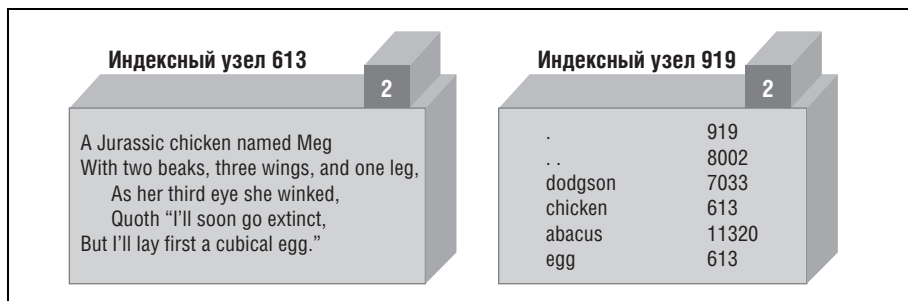 Индексный узел 613
2
A Jurassic chicken named Meg
With two beaks, three wings, and one leg,
As her third eye she winked,
Quoth “I’ll soon go extinct,
But I’ll lay first a cubical egg.”
Индексный узел 919
2
. 919
. . 8002
dodgson 7033
chicken 613
abacus 11320
egg 613